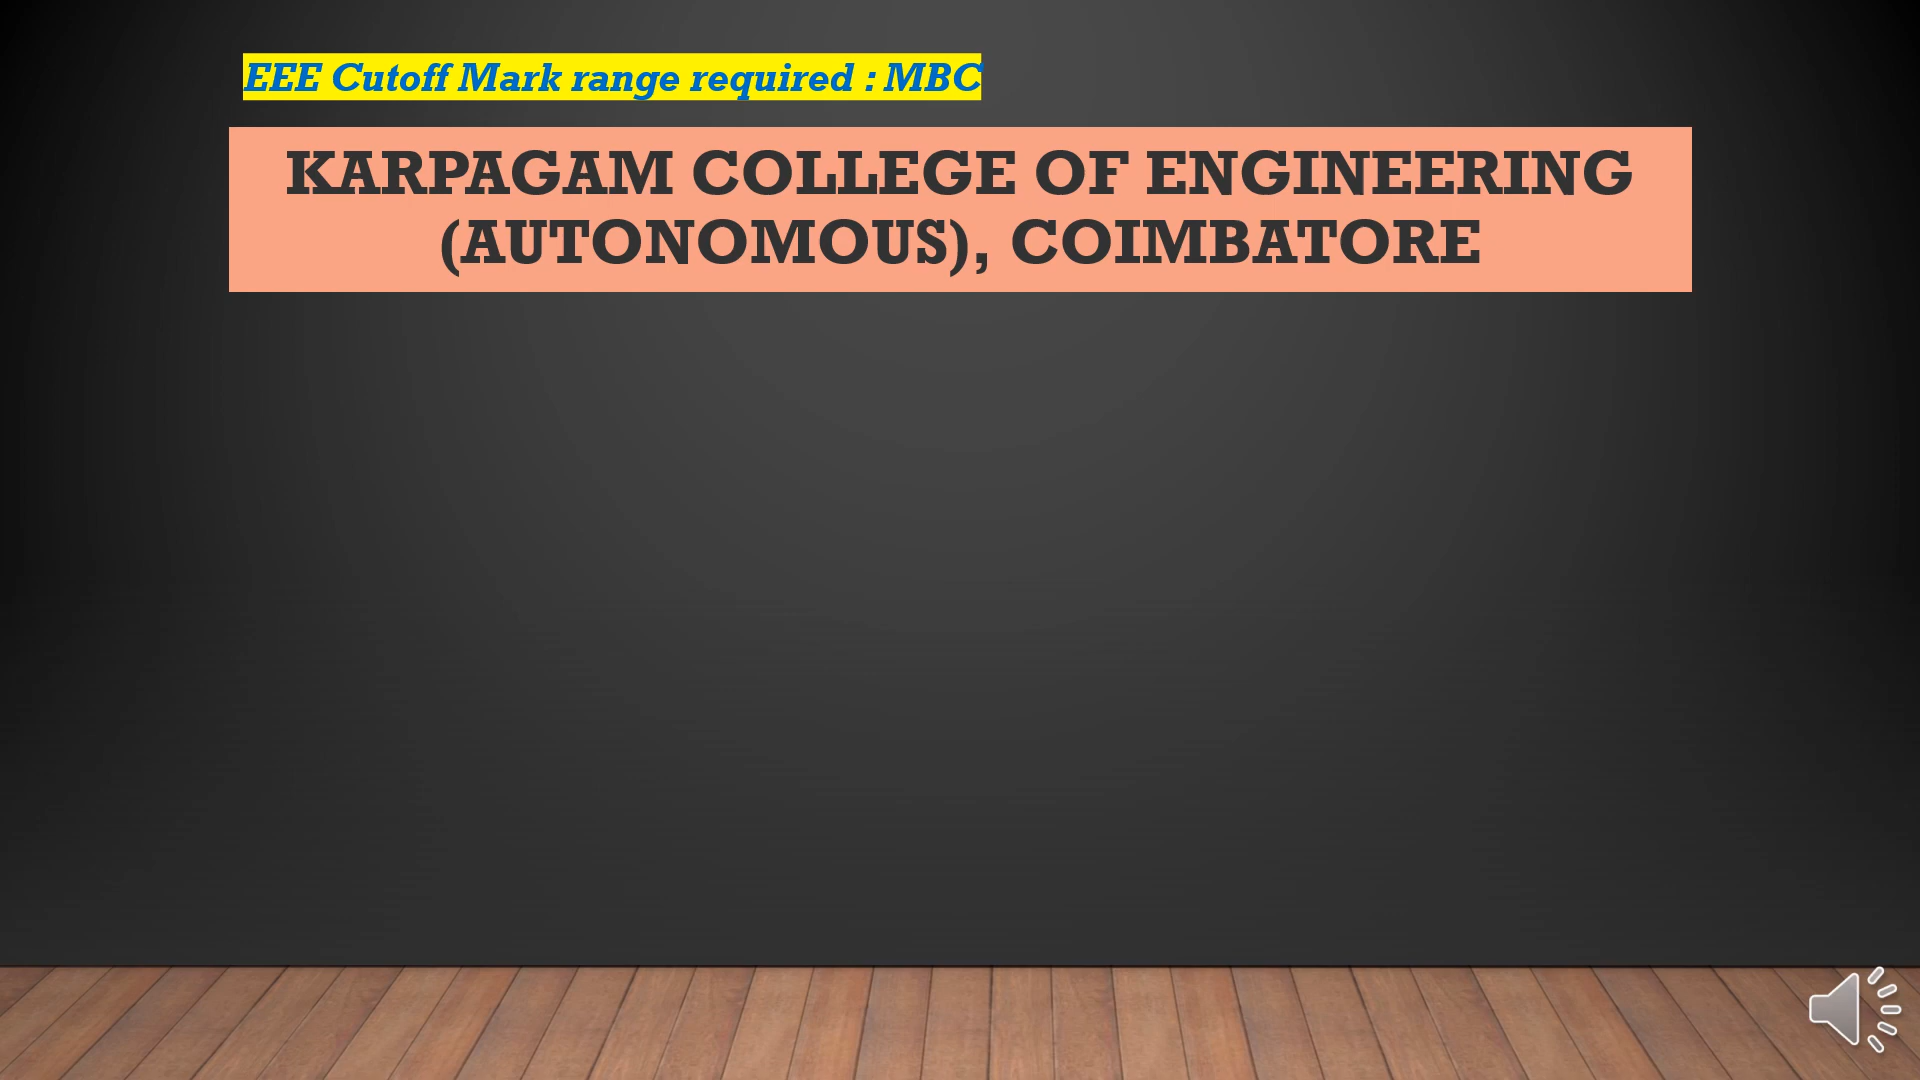 EEE Cutoff Mark range required : MBC
KARPAGAM COLLEGE OF ENGINEERING
(AUTONOMOUS), COIMBATORE